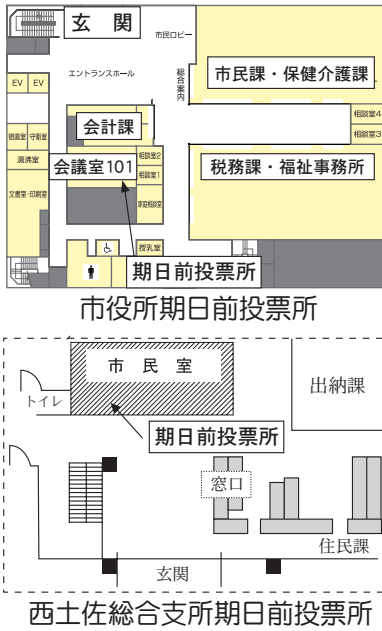 玄関
市民ロビー
エントランスホール
総合案内
市民課・保健介護課
EV
EV
会計課
相談室4
相談室3
宿直室
守衛室
相談室2
湯沸室
会議室101
相談室1
税務課・福祉事務所
文書室・印刷室
家庭相談室
授乳室
期日前投票所
市役所期日前投票所
市民室
出納課
トイレ
期日前投票所
窓口
住民課
玄関
西土佐総合支所期日前投票所